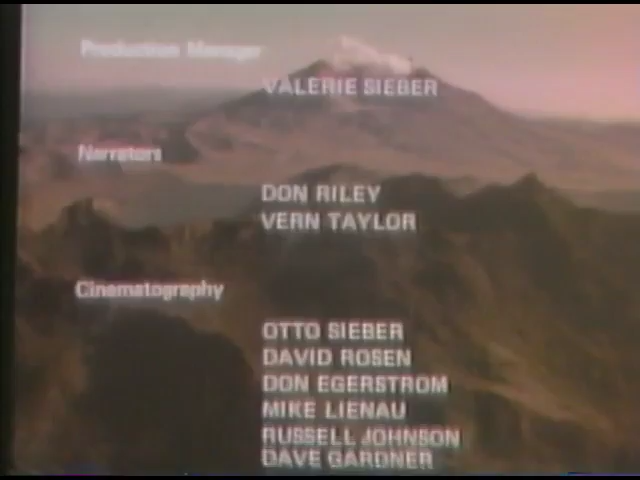 Production Manager
VALERIE SIEBER
Narrators
DON RILEY
VERN TAYLOR
Cinematography
OTTO SIEBER
DAVID ROSEN
DON EGERSTROM
MIKE LIENAU
RUSSELL JOHNSON
DAVE GARDNER